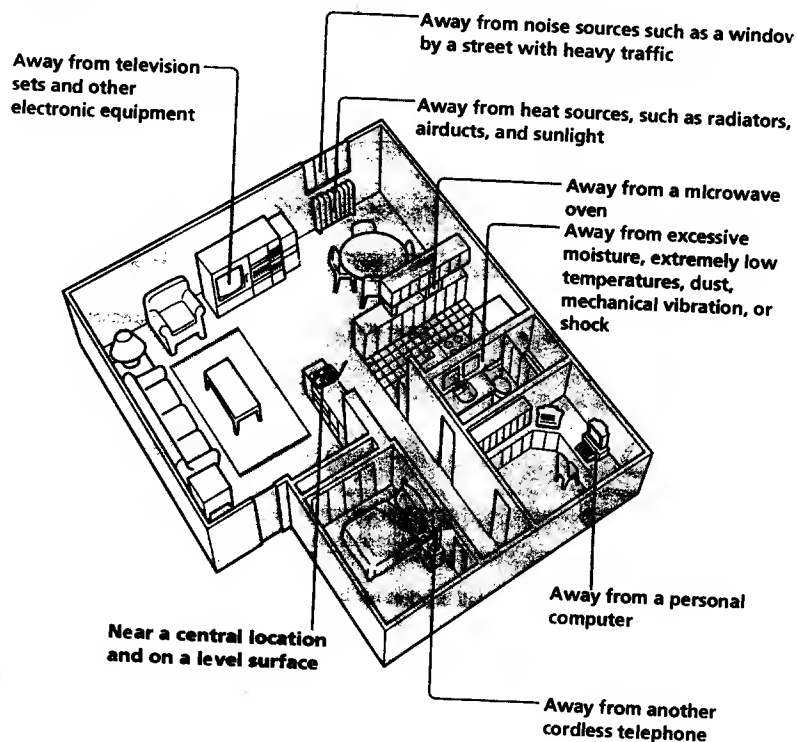 Away from noise sources such as a windov
by a street with heavy traffic
Away from television
sets and other
electronic equipment
Away from heat sources, such as radiators,
airducts, and sunlight
Away from a microwave
oven
Away from excessive
moisture, extremely low
temperatures, dust,
mechanical vibration, or
shock
Away from a personal
computer
Near a central location
and on a level surface
Away from another
cordless telephone